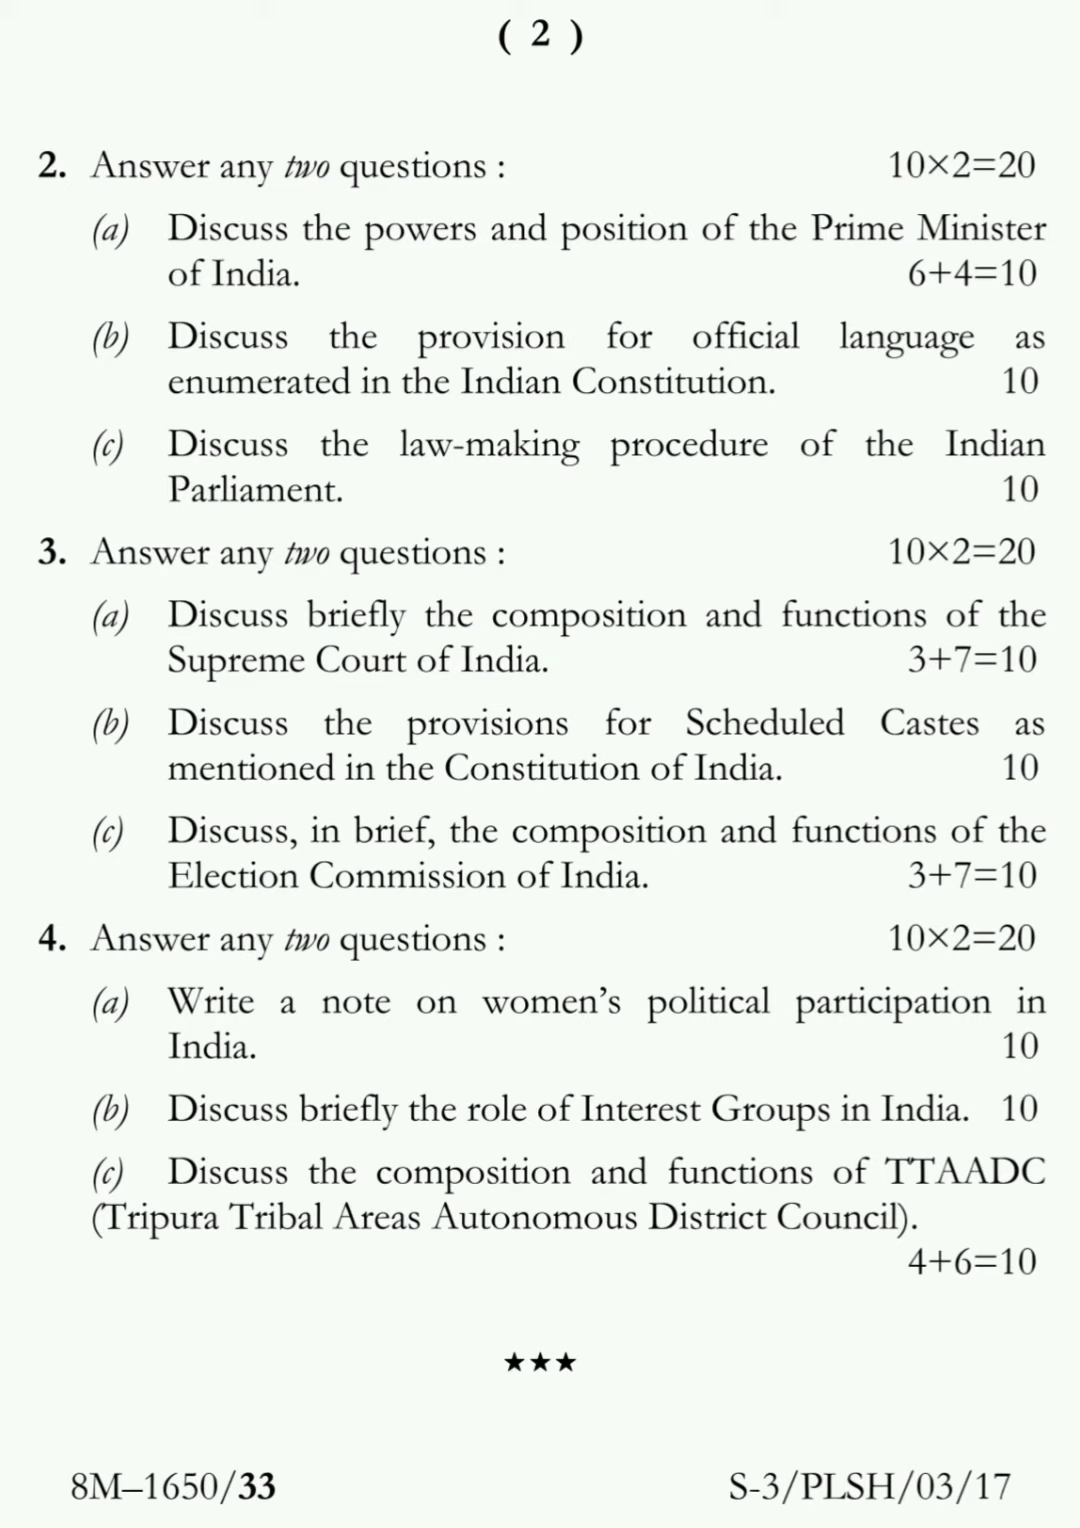 ( 2 )
2. Answer any two questions : 10×2=20
(a) Discuss the powers and position of the Prime Minister
of India. 6+4=10
(b) Discuss the provision for official language as
enumerated in the Indian Constitution. 10
(c) Discuss the law-making procedure of the Indian
Parliament. 10
3. Answer any two questions : 10×2=20
(a) Discuss briefly the composition and functions of the
Supreme Court of India. 3+7=10
(b) Discuss the provisions for Scheduled Castes as
mentioned in the Constitution of India. 10
(c) Discuss, in brief, the composition and functions of the
Election Commission of India. 3+7=10
4. Answer any two questions : 10×2=20
(a) Write a note on women’s political participation in
India. 10
(b) Discuss briefly the role of Interest Groups in India. 10
(c) Discuss the composition and functions of TTAADC
(Tripura Tribal Areas Autonomous District Council).
4+6=10
★★★
8M–1650/33 S-3/PLSH/03/17